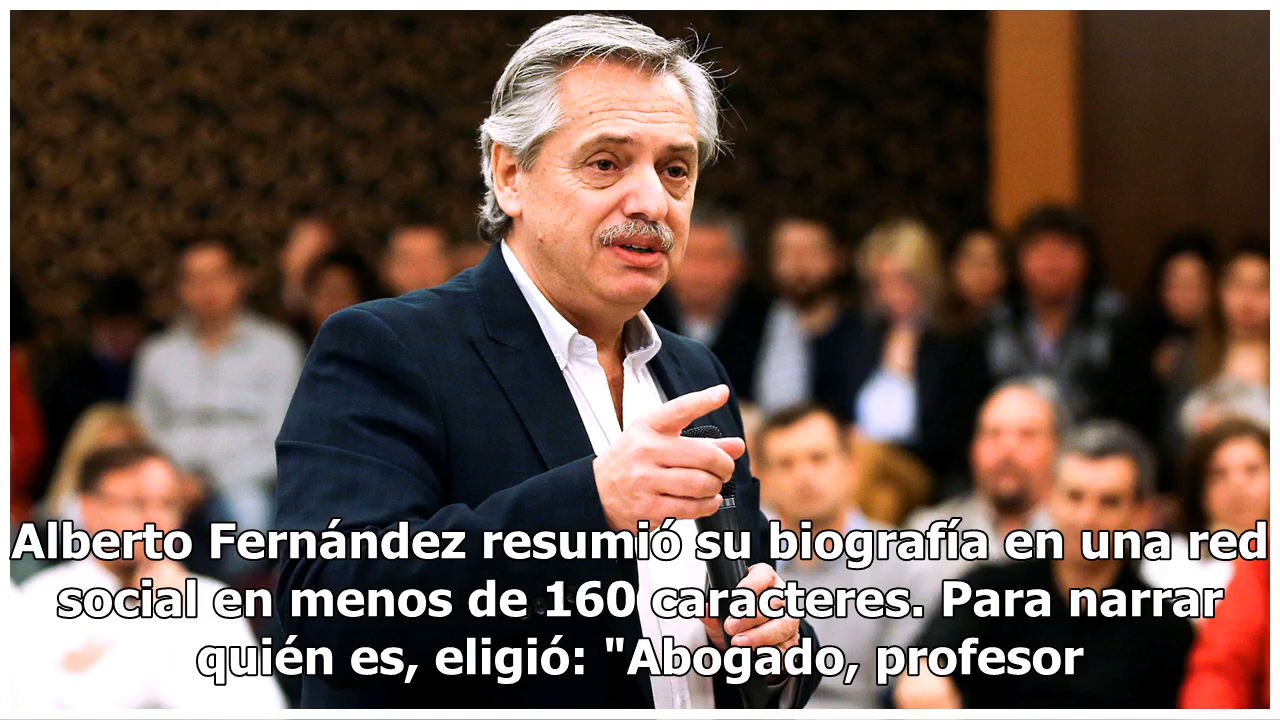 Alberto Fernández resumió su biografía en una red
social en menos de 160 caracteres. Para narrar
quién es, eligió: "Abogado, profesor